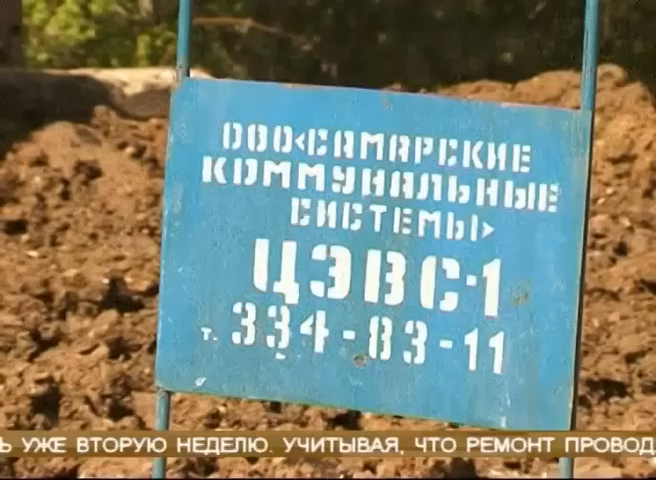 ООО<САМАРСКИЕ
КОММУНАЛЬНЫЕ
СИСТЕМЫ>
ЦЭВС-1
т. 334-83-11
Ь УЖЕ ВТОРУЮ НЕДЕЛЮ. УЧИТЫВАЯ, ЧТО РЕМОНТ ПРОВОД